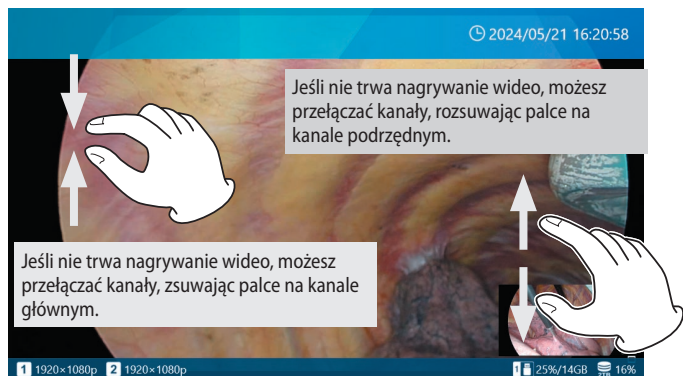 2024/05/21 16:20:58
Jeśli nie trwa nagrywanie wideo, możesz
przełączać kanały, rozsuwając palce na
kanale podrzędnym.
Jeśli nie trwa nagrywanie wideo, możesz
przełączać kanały, zsuwając palce na kanale
głównym.
1 1920×1080p 2 1920×1080p
1 25%/14GB 2TB 16%